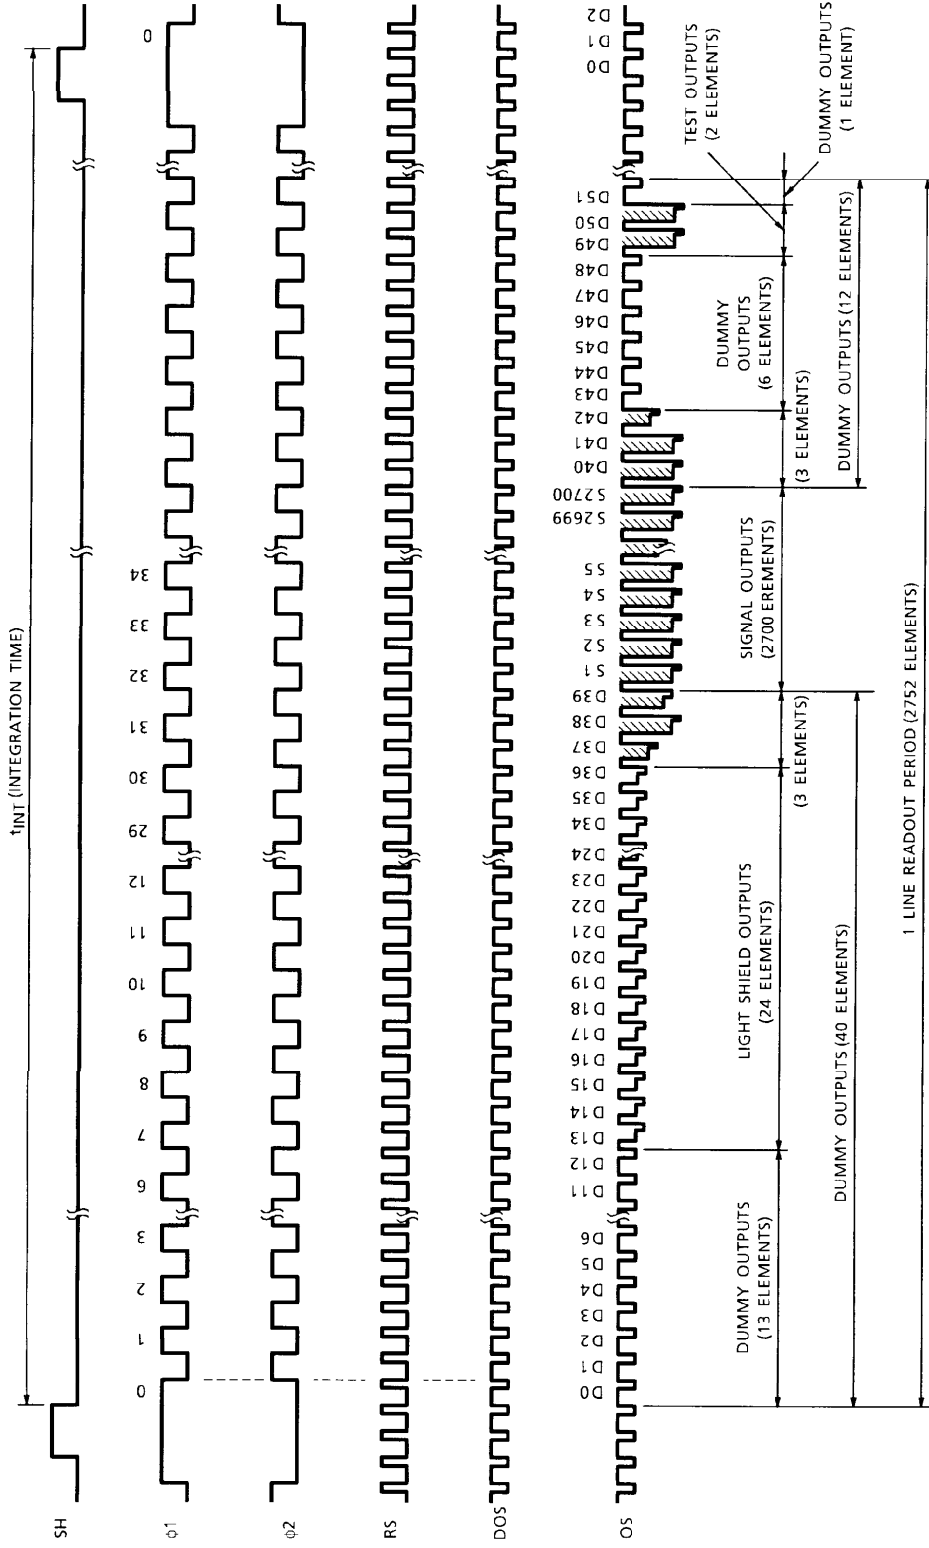 tINT (INTEGRATION TIME)
SH
φ1
0 1 2 3 6 7 8 9 10 11 12 29 30 31 32 33 34 0
φ2
RS
DOS
OS
D0 D1 D2 D3 D4 D5 D6 D11 D12 D13 D14 D15 D16 D17 D18 D19 D20 D21 D22 D23 D24 D34 D35 D36 D37 D38 D39 S1 S2 S3 S4 S5 S2699 S2700 D40 D41 D42 D43 D44 D45 D46 D47 D48 D49 D50 D51 D0 D1 D2
DUMMY OUTPUTS
(13 ELEMENTS)
LIGHT SHIELD OUTPUTS
(24 ELEMENTS)
(3 ELEMENTS)
SIGNAL OUTPUTS
(2700 EREMENTS)
(3 ELEMENTS)
DUMMY
OUTPUTS
(6 ELEMENTS)
TEST OUTPUTS
(2 ELEMENTS)
DUMMY OUTPUTS
(1 ELEMENT)
DUMMY OUTPUTS (40 ELEMENTS)
DUMMY OUTPUTS (12 ELEMENTS)
1 LINE READOUT PERIOD (2752 ELEMENTS)